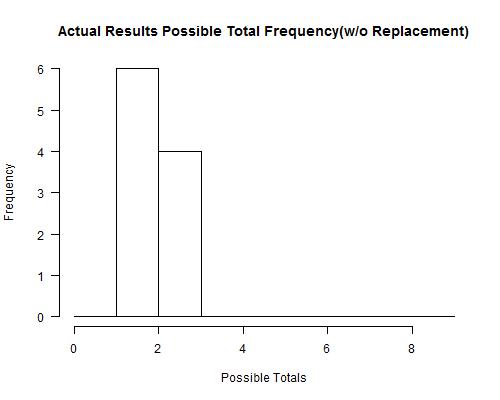 Actual Results Possible Total Frequency(w/o Replacement)
6
5
4
3
2
1
0
Frequency
0 2 4 6 8
Possible Totals